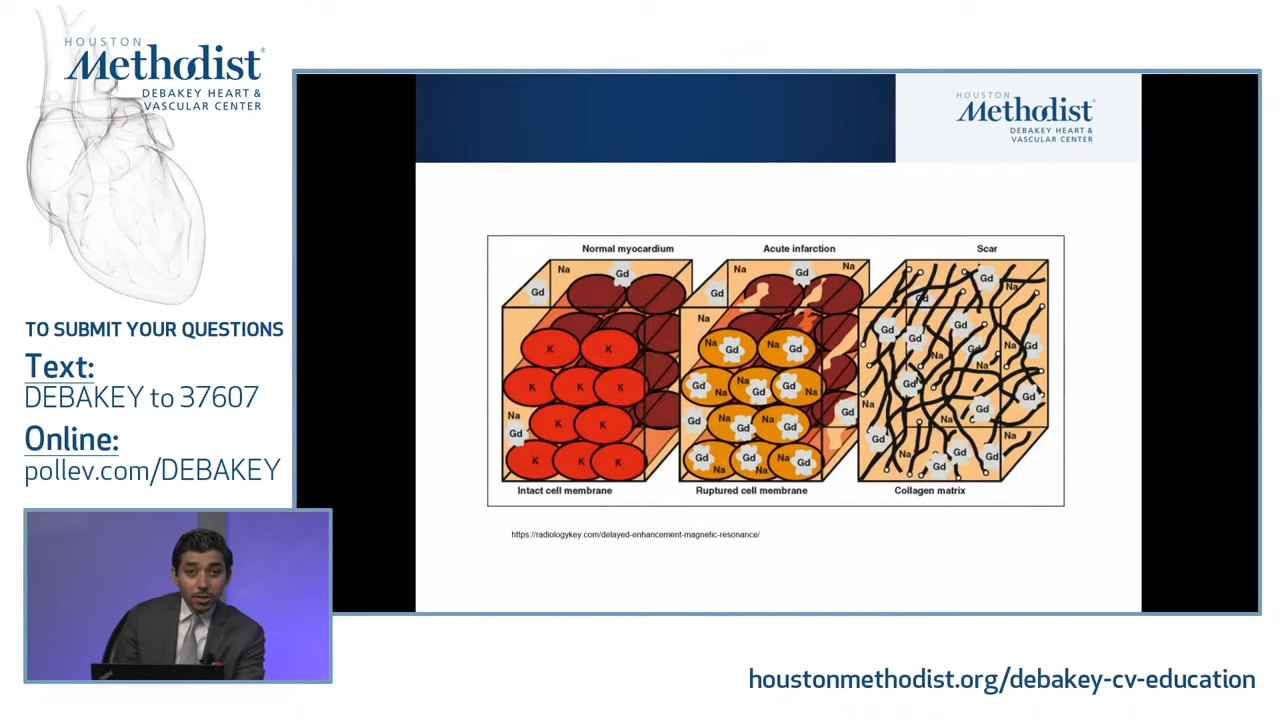 HOUSTON
Methodist®
DEBAKEY HEART &
VASCULAR CENTER
TO SUBMIT YOUR QUESTIONS
Text:
DEBAKEY to 37607
Online:
pollev.com/DEBAKEY
HOUSTON
Methodist®
DEBAKEY HEART &
VASCULAR CENTER
Normal myocardium
Na
Gd
Gd
K
K
K
K
K
K
K
K
K
K
Na
Gd
Intact cell membrane
Acute infarction
Na
Gd
Na
Gd
Na
Na
Gd
Na
Gd
Gd
Na
Na
Gd
Gd
Na
Gd
Gd
Na
Gd
Na
Gd
Gd
Na
Gd
Na
Gd
Ruptured cell membrane
Scar
Gd
Na
Gd
Gd
Gd
Gd
Na
Na
Gd
Na
Gd
Na
Gd
Na
Gd
Gd
Na
Na
Gd
Gd
Gd
Collagen matrix
https://radiologykey.com/delayed-enhancement-magnetic-resonance/
houstonmethodist.org/debakey-cv-education